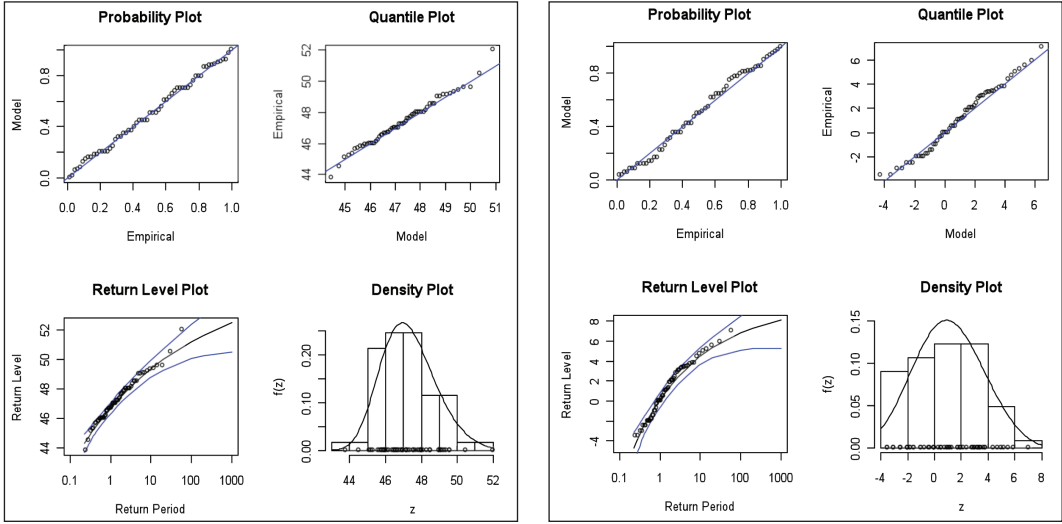 Probability Plot
Model
0.0 0.4 0.8
0.0 0.2 0.4 0.6 0.8 1.0
Empirical
Quantile Plot
Empirical
44 46 48 50 52
45 46 47 48 49 50 51
Model
Return Level Plot
Return Level
44 46 48 50 52
0.1 1 10 100 1000
Return Period
Density Plot
f(z)
0.00 0.10 0.20
44 46 48 50 52
z
Probability Plot
Model
0.0 0.4 0.8
0.0 0.2 0.4 0.6 0.8 1.0
Empirical
Quantile Plot
Empirical
-2 0 2 4 6
-4 -2 0 2 4 6
Model
Return Level Plot
Return Level
-4 0 2 4 6 8
0.1 1 10 100 1000
Return Period
Density Plot
f(z)
0.00 0.05 0.10 0.15
-4 -2 0 2 4 6 8
z